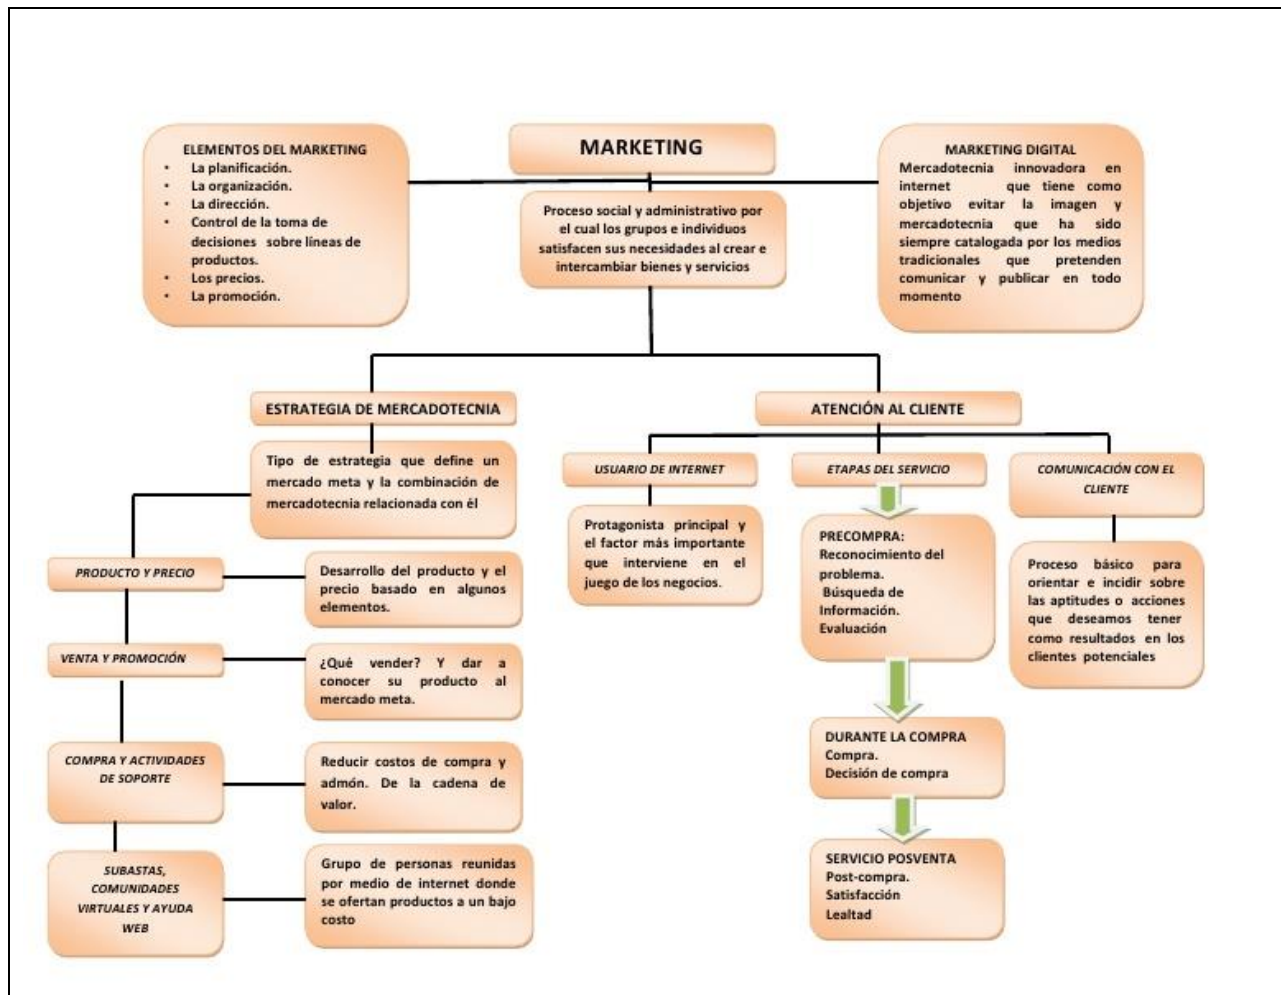 ELEMENTOS DEL MARKETING
• La planificación.
• La organización.
• La dirección.
• Control de la toma de
decisiones sobre líneas de
productos.
• Los precios.
• La promoción.
MARKETING
Proceso social y administrativo por
el cual los grupos e individuos
satisfacen sus necesidades al crear e
intercambiar bienes y servicios
MARKETING DIGITAL
Mercadotecnia innovadora en
internet que tiene como
objetivo evitar la imagen y
mercadotecnia que ha sido
siempre catalogada por los medios
tradicionales que pretenden
comunicar y publicar en todo
momento
ESTRATEGIA DE MERCADOTECNIA
Tipo de estrategia que define un
mercado meta y la combinación de
mercadotecnia relacionada con él
PRODUCTO Y PRECIO
Desarrollo del producto y el
precio basado en algunos
elementos.
VENTA Y PROMOCIÓN
¿Qué vender? Y dar a
conocer su producto al
mercado meta.
COMPRA Y ACTIVIDADES
DE SOPORTE
Reducir costos de compra y
admón. De la cadena de
valor.
SUBASTAS,
COMUNIDADES
VIRTUALES Y AYUDA
WEB
Grupo de personas reunidas
por medio de internet donde
se ofertan productos a un bajo
costo
ATENCIÓN AL CLIENTE
USUARIO DE INTERNET
Protagonista principal y
el factor más importante
que interviene en el
juego de los negocios.
ETAPAS DEL SERVICIO
PRECOMPRA:
Reconocimiento del
problema.
Búsqueda de
Información.
Evaluación
DURANTE LA COMPRA
Compra.
Decisión de compra
SERVICIO POSVENTA
Post-compra.
Satisfacción
Lealtad
COMUNICACIÓN CON EL
CLIENTE
Proceso básico para
orientar e incidir sobre
las aptitudes o acciones
que deseamos tener
como resultados en los
clientes potenciales